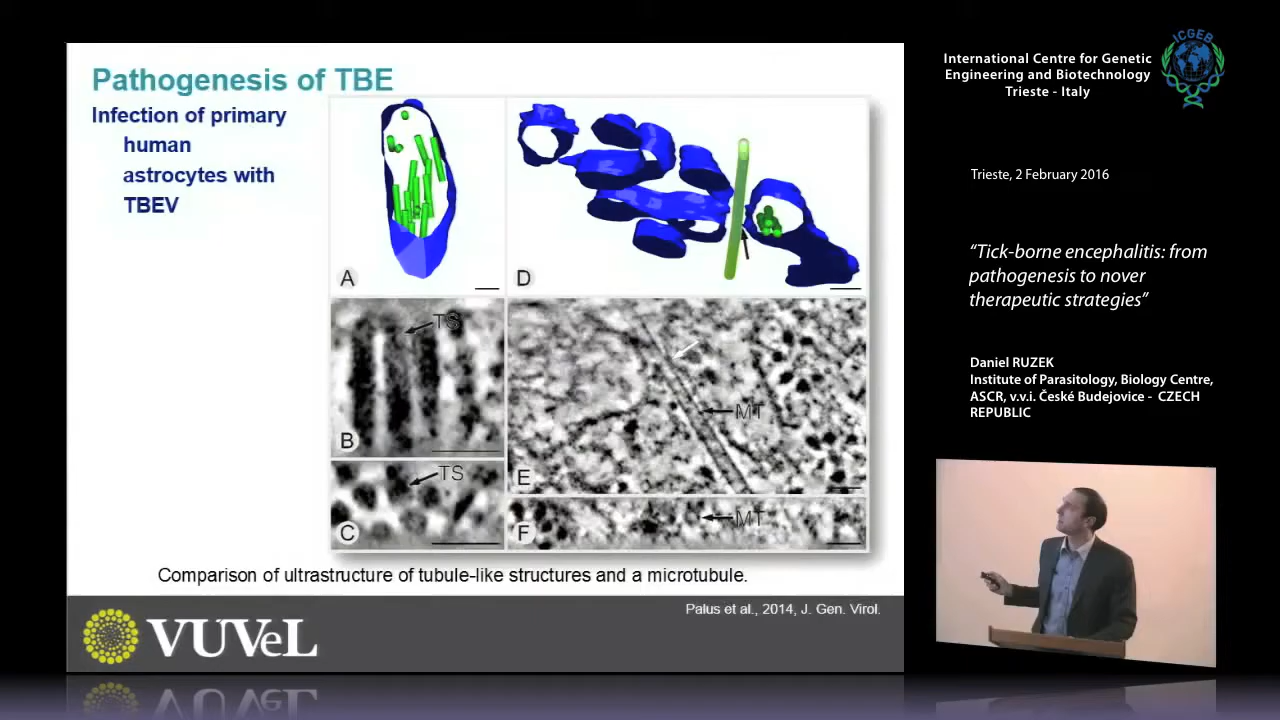 Pathogenesis of TBE
Infection of primary
human
astrocytes with
TBEV
A
D
TS
B
MT
E
TS
C
MT
F
Comparison of ultrastructure of tubule-like structures and a microtubule.
Palus et al., 2014, J. Gen. Virol.
VUVeL
International Centre for Genetic
Engineering and Biotechnology
Trieste - Italy
ICGEB
Trieste, 2 February 2016
“Tick-borne encephalitis: from
pathogenesis to nover
therapeutic strategies”
Daniel RUZEK
Institute of Parasitology, Biology Centre,
ASCR, v.v.i. České Budejovice - CZECH
REPUBLIC